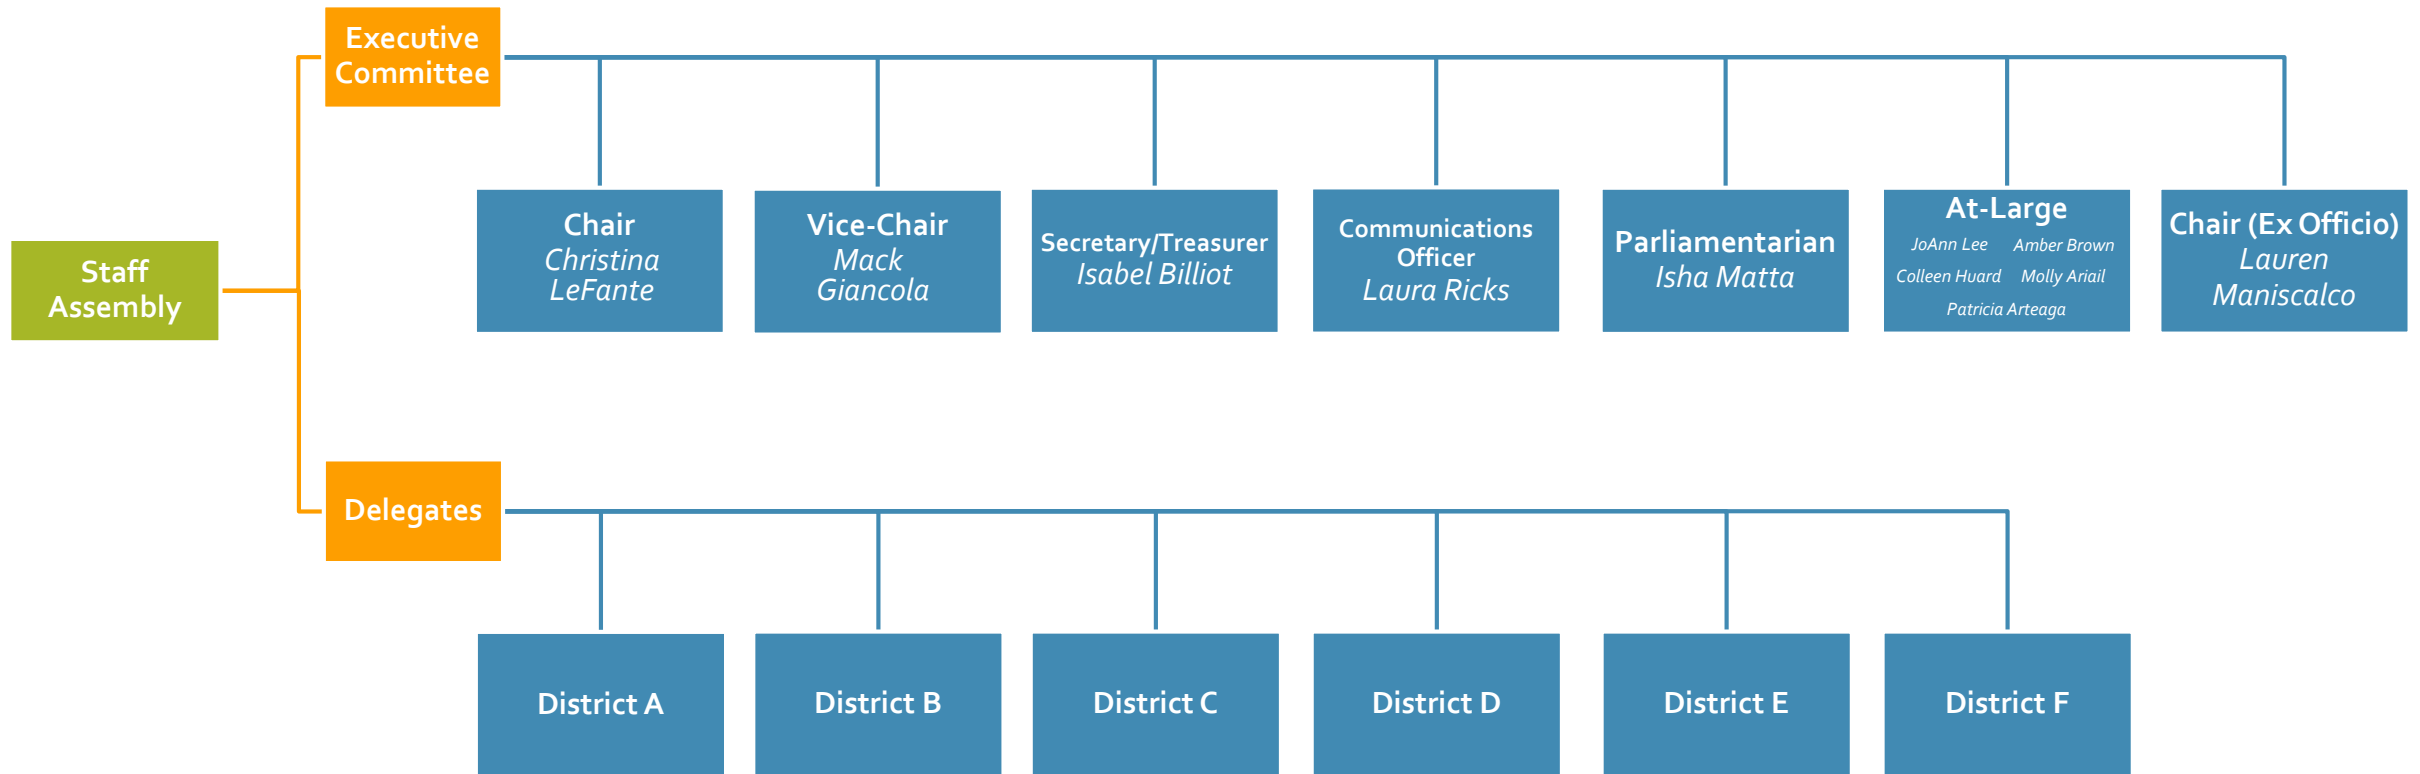 Executive
Committee
Chair
Christina
LeFante
Vice-Chair
Mack
Giancola
Secretary/Treasurer
Isabel Billiot
Communications
Officer
Laura Ricks
Parliamentarian
Isha Matta
At-Large
JoAnn Lee Amber Brown
Colleen Huard Molly Ariail
Patricia Arteaga
Chair (Ex Officio)
Lauren
Maniscalco
Staff
Assembly
Delegates
District A
District B
District C
District D
District E
District F